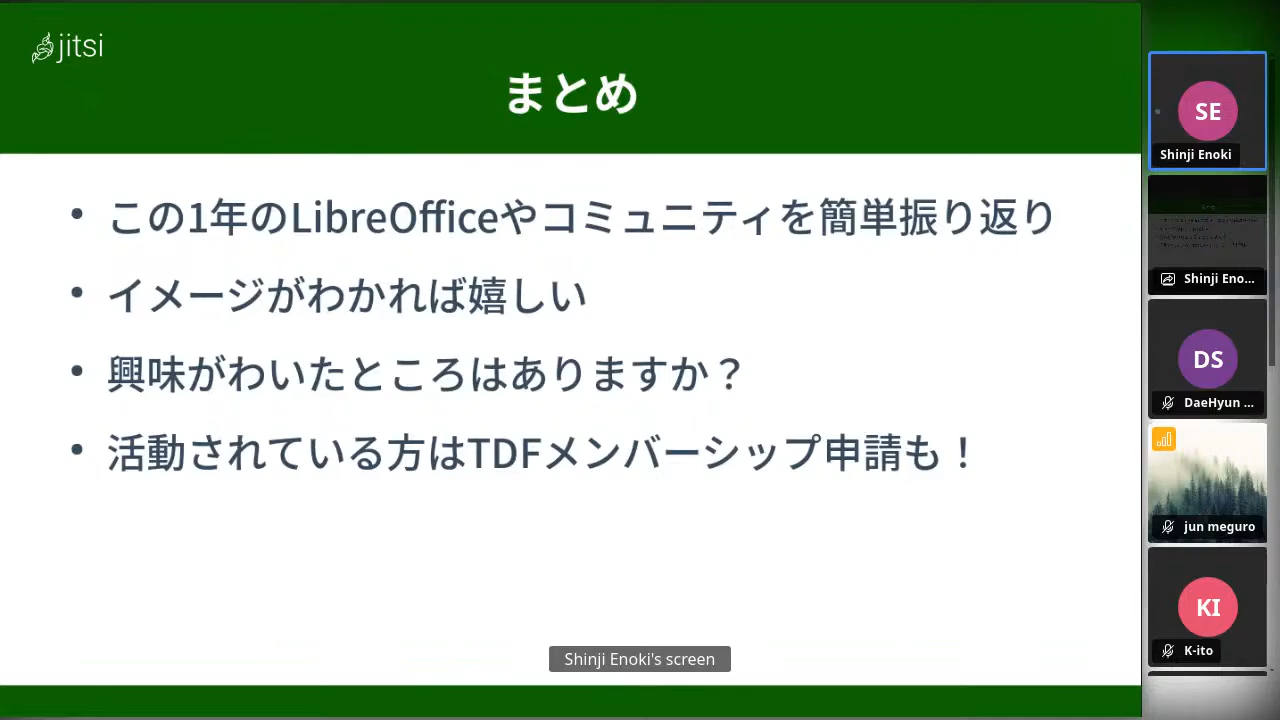 jitsi
まとめ
• この1年のLibreOfficeやコミュニティを簡単振り返り
• イメージがわかれば嬉しい
• 興味がわいたところはありますか？
• 活動されている方はTDFメンバーシップ申請も！
Shinji Enoki's screen
SE
Shinji Enoki
Shinji Eno...
DS
DaeHyun ...
jun meguro
KI
K-ito